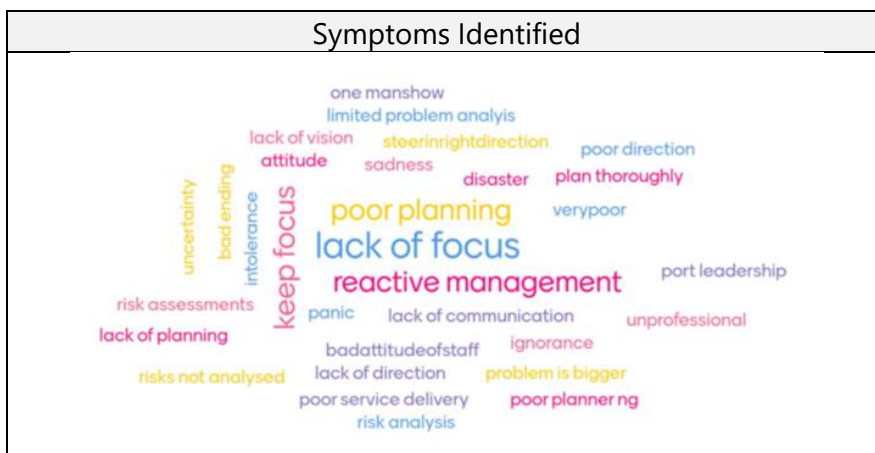 Symptoms Identified
one manshow
limited problem analyis
lack of vision
steerinrightdirection
poor direction
attitude
sadness
disaster
plan thoroughly
uncertainty
bad ending
intolerance
keep focus
poor planning
verypoor
lack of focus
reactive management
port leadership
risk assessments
panic
lack of communication
unprofessional
lack of planning
badattitudeofstaff
ignorance
risks not analysed
lack of direction
problem is bigger
poor service delivery
poor planner ng
risk analysis